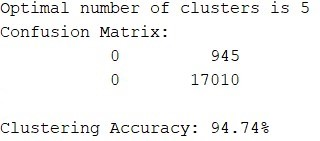 Optimal number of clusters is 5
Confusion Matrix:
0 945
0 17010
Clustering Accuracy: 94.74%